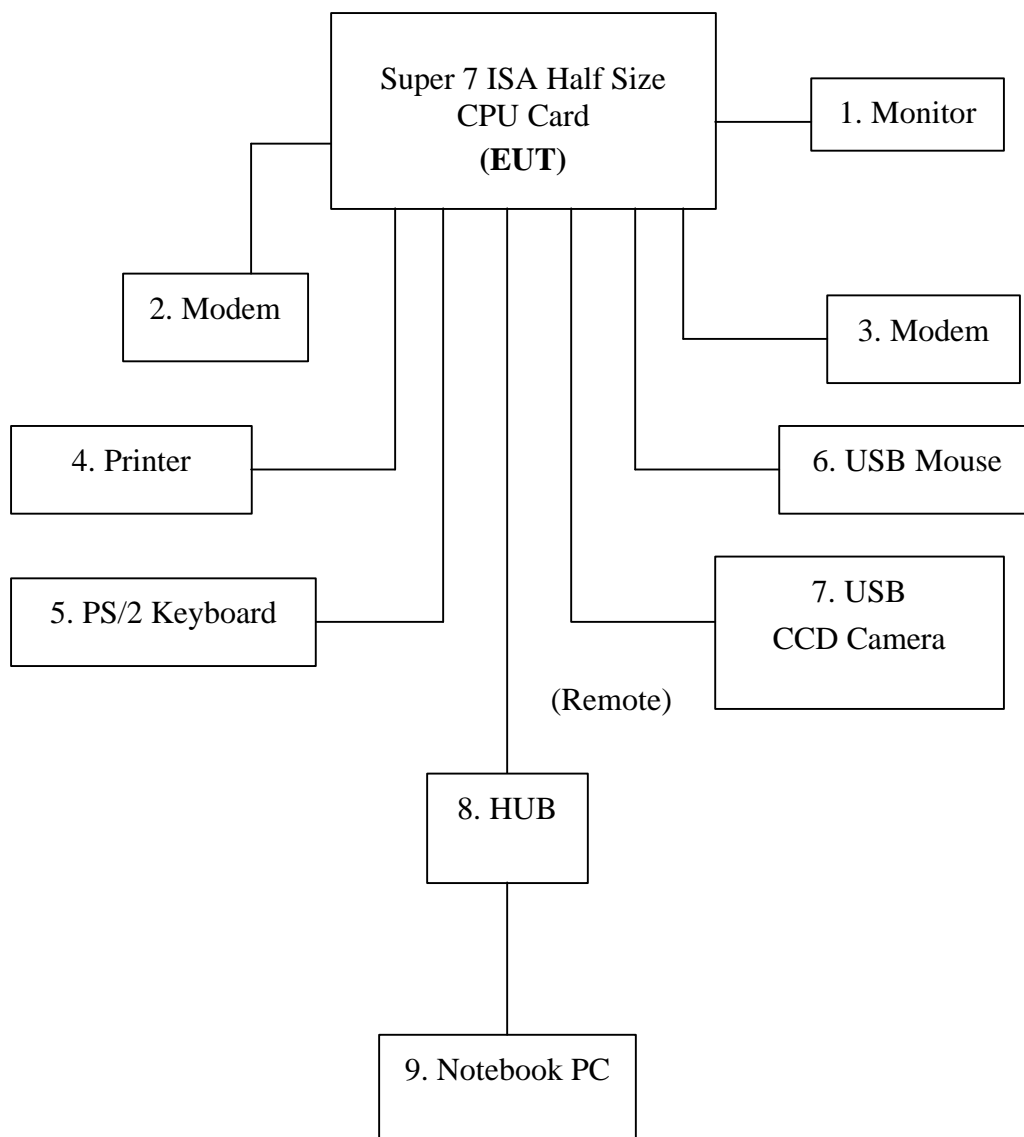 Super 7 ISA Half Size
CPU Card
(EUT)
1. Monitor
2. Modem
3. Modem
4. Printer
6. USB Mouse
5. PS/2 Keyboard
7. USB
CCD Camera
(Remote)
8. HUB
9. Notebook PC